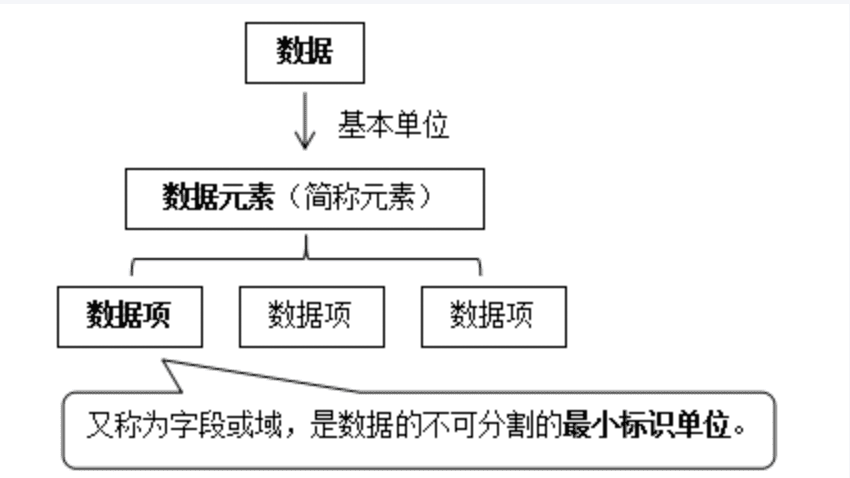 数据
基本单位
数据元素（简称元素）
数据项 数据项 数据项
又称为字段或域，是数据的不可分割的最小标识单位。